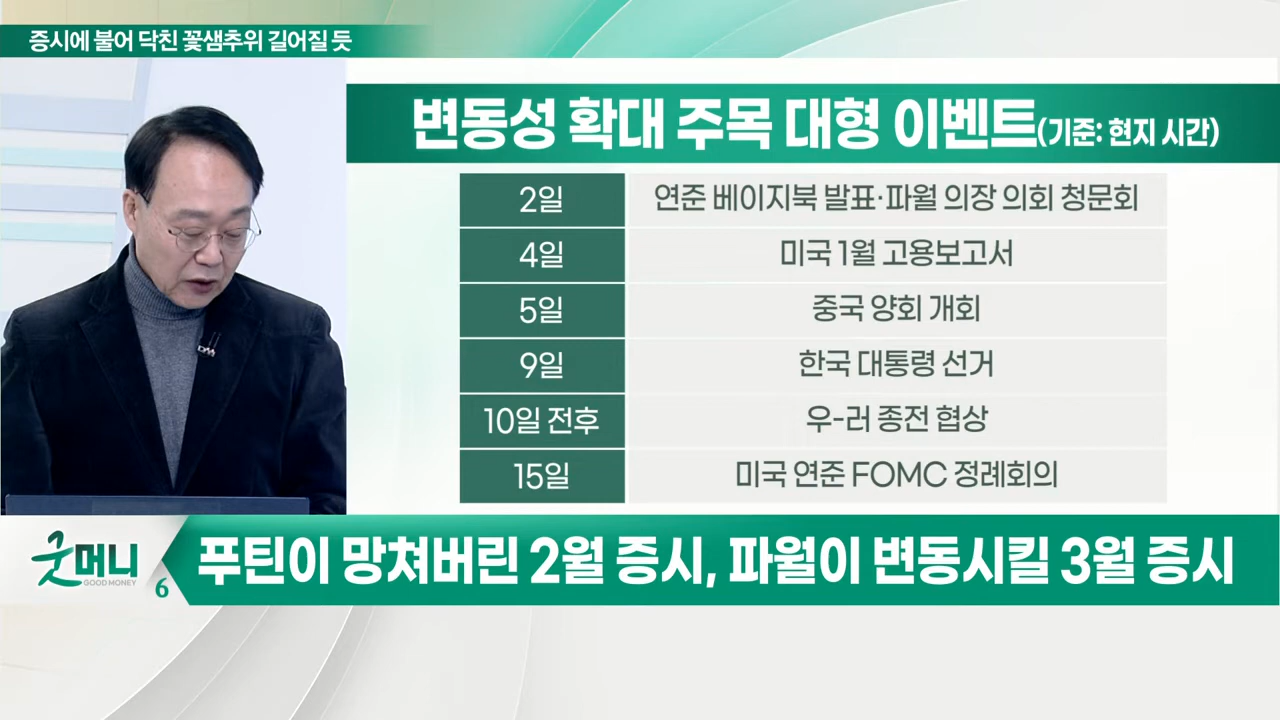 증시에 불어 닥친 꽃샘추위 길어질 듯
변동성 확대 주목 대형 이벤트(기준: 현지 시간)
2일 연준 베이지북 발표·파월 의장 의회 청문회
4일 미국 1월 고용보고서
5일 중국 양회 개회
9일 한국 대통령 선거
10일 전후 우-러 종전 협상
15일 미국 연준 FOMC 정례회의
굿머니
GOOD MONEY
6
푸틴이 망쳐버린 2월 증시, 파월이 변동시킬 3월 증시